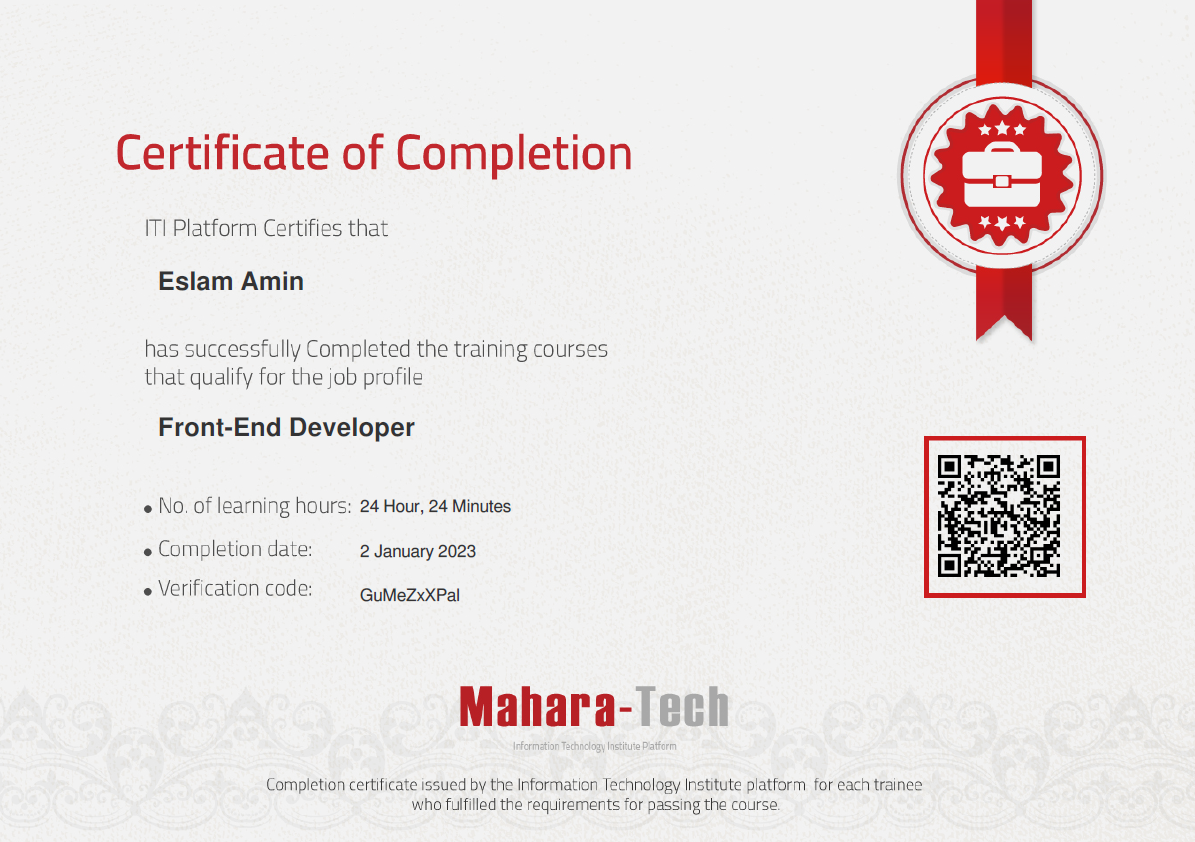 Certificate of Completion
ITI Platform Certifies that
Eslam Amin
has successfully Completed the training courses
that qualify for the job profile
Front-End Developer
No. of learning hours: 24 Hour, 24 Minutes
Completion date: 2 January 2023
Verification code: GuMeZxXPal
Mahara-Tech
Information Technology Institute Platform
Completion certificate issued by the Information Technology Institute platform for each trainee
who fulfilled the requirements for passing the course.